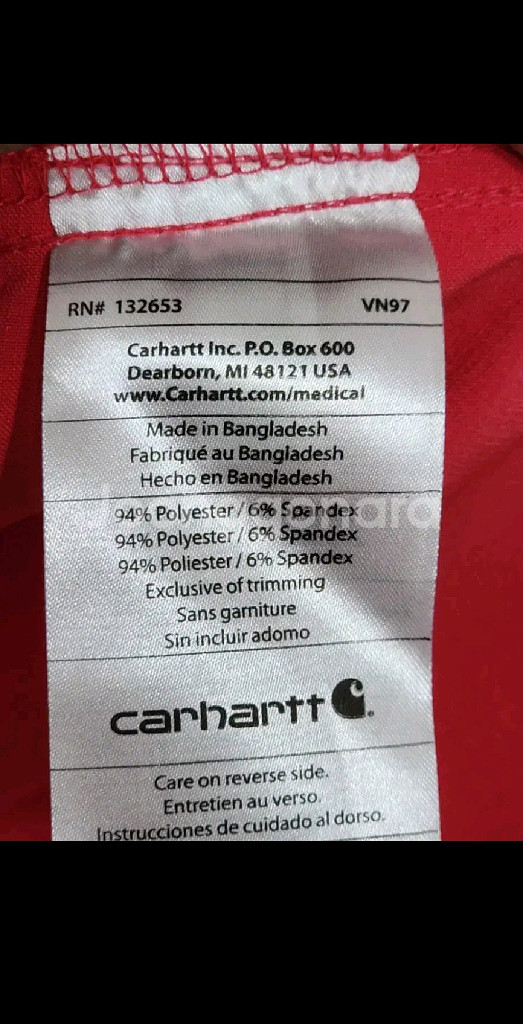 RN# 132653 VN97
Carhartt Inc. P.O. Box 600
Dearborn, MI 48121 USA
www.Carhartt.com/medical
Made in Bangladesh
Fabriqué au Bangladesh
Hecho en Bangladesh
94% Polyester / 6% Spandex
94% Polyester / 6% Spandex
94% Poliester / 6% Spandex
Exclusive of trimming
Sans garniture
Sin incluir adorno
carhartt
Care on reverse side.
Entretien au verso.
Instrucciones de cuidado al dorso.